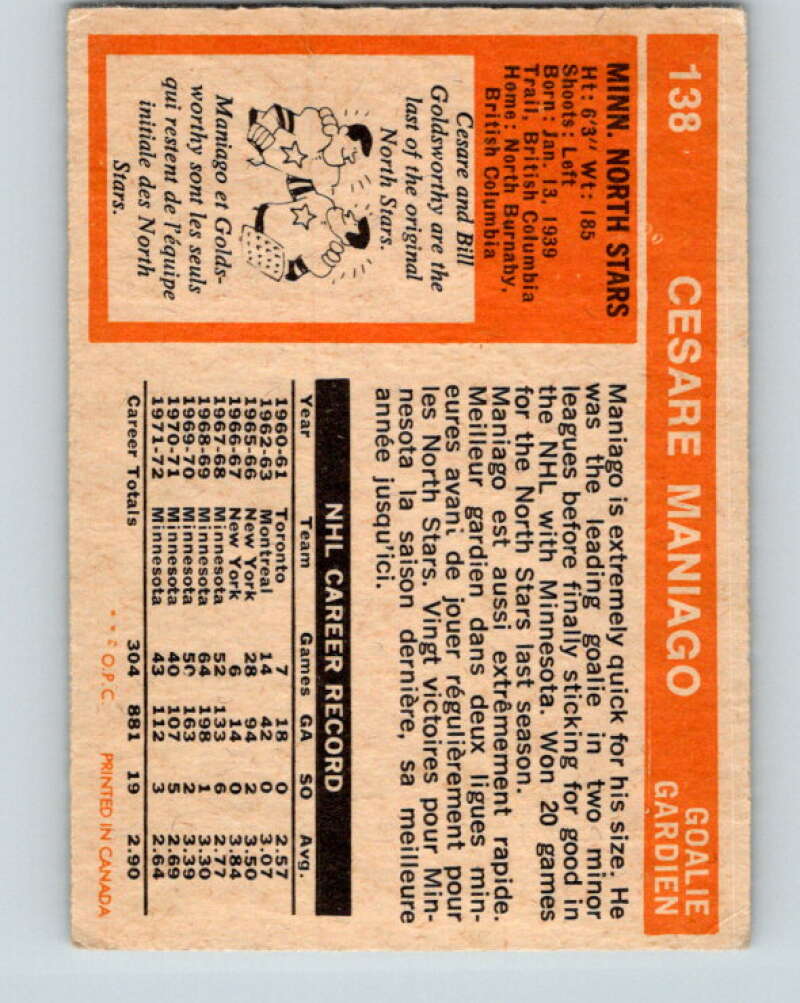 138
CESARE MANIAGO
GOALIE
GARDIEN
MINN. NORTH STARS
Ht: 6'3" Wt: 185
Shoots: Left
Born: Jan. 13, 1939
Trail, British Columbia
Home: North Burnaby,
British Columbia
Cesare and Bill
Goldsworthy are the
last of the original
North Stars.
Maniago et Golds-
worthy sont les seuls
qui restent de l'équipe
initiale des North
Stars.
Maniago is extremely quick for his size. He
was the leading goalie in two minor
leagues before finally sticking for good in
the NHL with Minnesota. Won 20 games
for the North Stars last season.
Maniago est aussi extrêmement rapide.
Meilleur gardien dans deux ligues min-
eures avant de jouer régulièrement pour
les North Stars. Vingt victoires pour Min-
nesota la saison dernière, sa meilleure
année jusqu'ici.
NHL CAREER RECORD
Year Team Games GA SO Avg.
1960-61 Toronto 7 18 0 2.57
1962-63 Montreal 14 42 0 3.07
1965-66 New York 28 94 2 3.50
1966-67 New York 6 14 0 3.84
1967-68 Minnesota 52 133 6 2.77
1968-69 Minnesota 64 198 1 3.30
1969-70 Minnesota 50 163 2 3.39
1970-71 Minnesota 40 107 5 2.69
1971-72 Minnesota 43 112 3 2.64
Career Totals 304 881 19 2.90
O.P.C. PRINTED IN CANADA